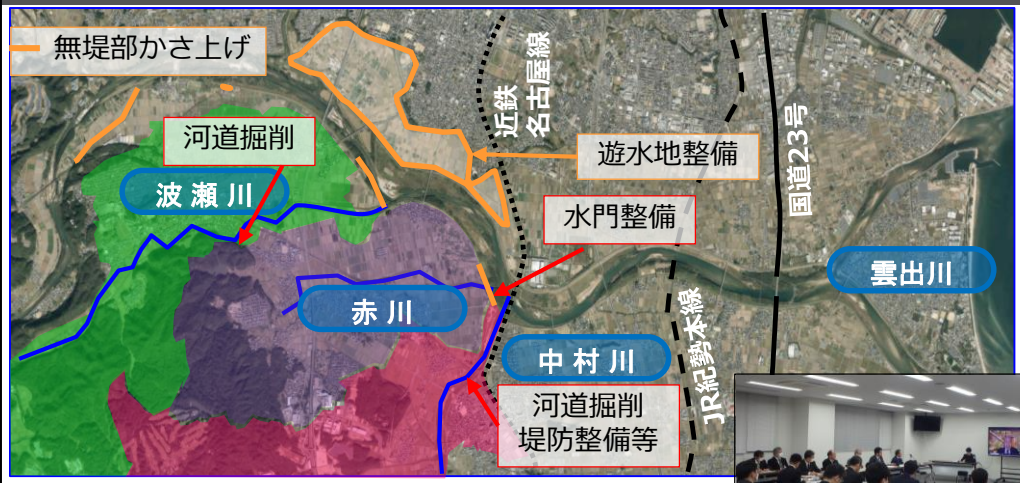 無堤部かさ上げ
河道掘削
波瀬川
近鉄
名古屋線
遊水地整備
国道23号
水門整備
雲出川
赤川
中村川
JR紀勢本線
河道掘削
堤防整備等